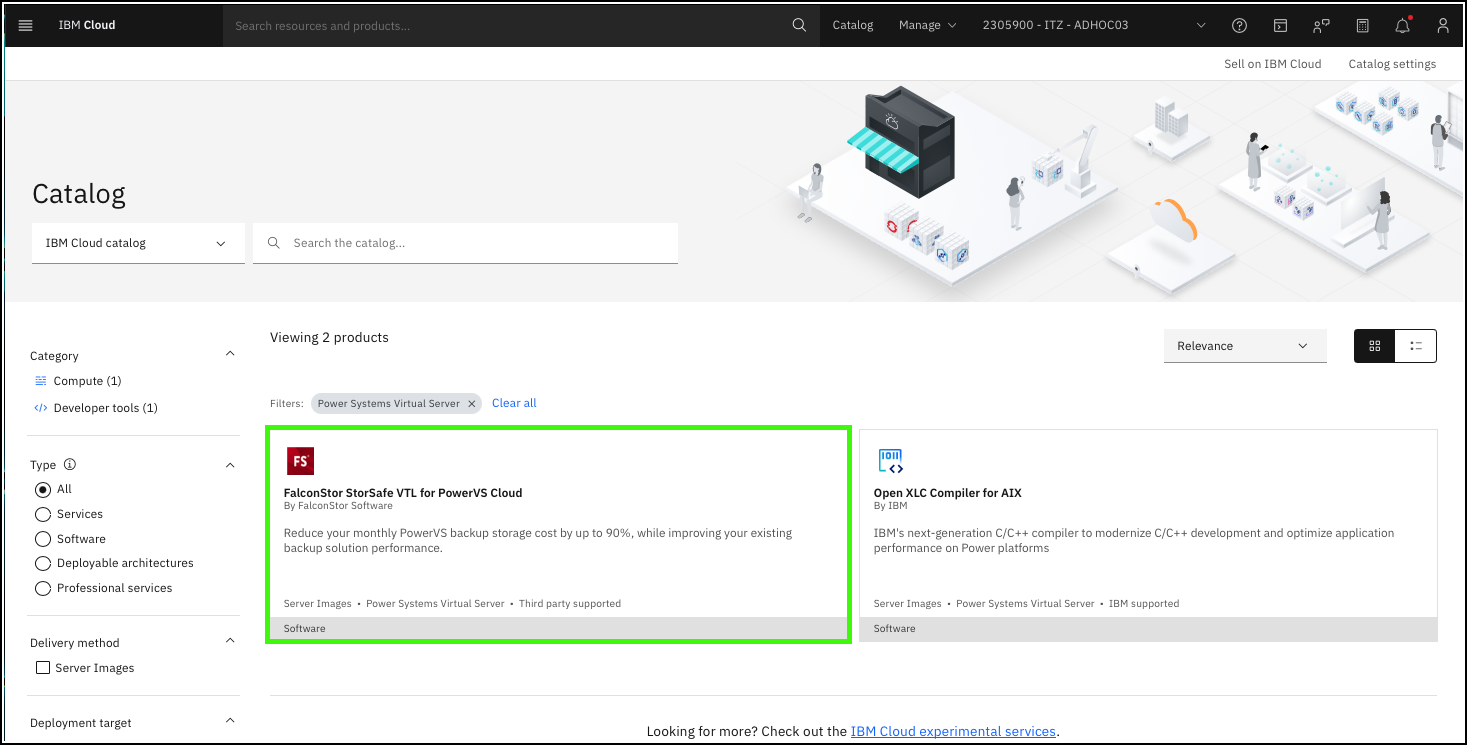 IBM Cloud
Search resources and products...
Catalog
Manage
2305900 - ITZ - ADHOC03
Sell on IBM Cloud
Catalog settings
Catalog
IBM Cloud catalog
Search the catalog...
Category
Compute (1)
Developer tools (1)
Type
All
Services
Software
Deployable architectures
Professional services
Delivery method
Server Images
Deployment target
Viewing 2 products
Relevance
Filters: Power Systems Virtual Server Clear all
FS
FalconStor StorSafe VTL for PowerVS Cloud
By FalconStor Software
Reduce your monthly PowerVS backup storage cost by up to 90%, while improving your existing
backup solution performance.
Server Images • Power Systems Virtual Server • Third party supported
Software
Open XLC Compiler for AIX
By IBM
IBM's next-generation C/C++ compiler to modernize C/C++ development and optimize application
performance on Power platforms
Server Images • Power Systems Virtual Server • IBM supported
Software
Looking for more? Check out the IBM Cloud experimental services.